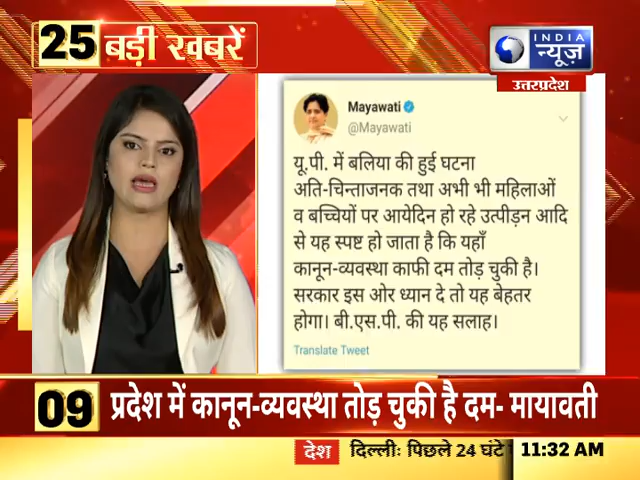 25 बड़ी खबरें
INDIA
न्यूज़
उत्तरप्रदेश
Mayawati
@Mayawati
यू.पी. में बलिया की हुई घटना
अति-चिन्ताजनक तथा अभी भी महिलाओं
व बच्चियों पर आयेदिन हो रहे उत्पीड़न आदि
से यह स्पष्ट हो जाता है कि यहाँ
कानून-व्यवस्था काफी दम तोड़ चुकी है।
सरकार इस ओर ध्यान दे तो यह बेहतर
होगा। बी.एस.पी. की यह सलाह।
Translate Tweet
09 प्रदेश में कानून-व्यवस्था तोड़ चुकी है दम- मायावती
देश दिल्ली: पिछले 24 घंटे
11:32 AM